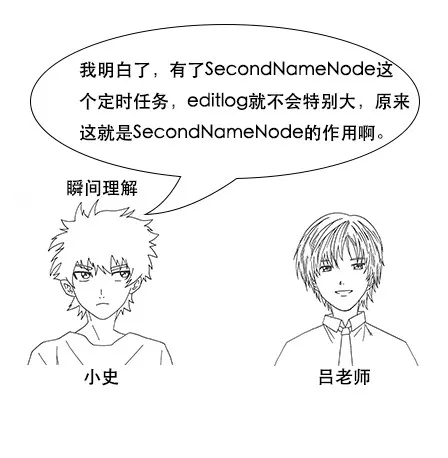 我明白了，有了SecondNameNode这
个定时任务，editlog就不会特别大，原来
这就是SecondNameNode的作用啊。
瞬间理解
小史
吕老师